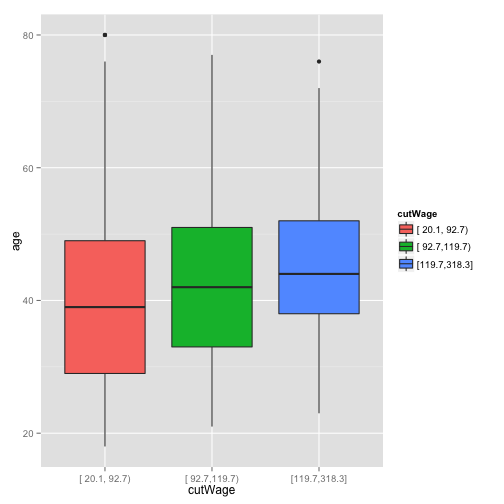 80
60
40
20
age
[ 20.1, 92.7)
[ 92.7,119.7)
[119.7,318.3]
cutWage
cutWage
[ 20.1, 92.7)
[ 92.7,119.7)
[119.7,318.3]